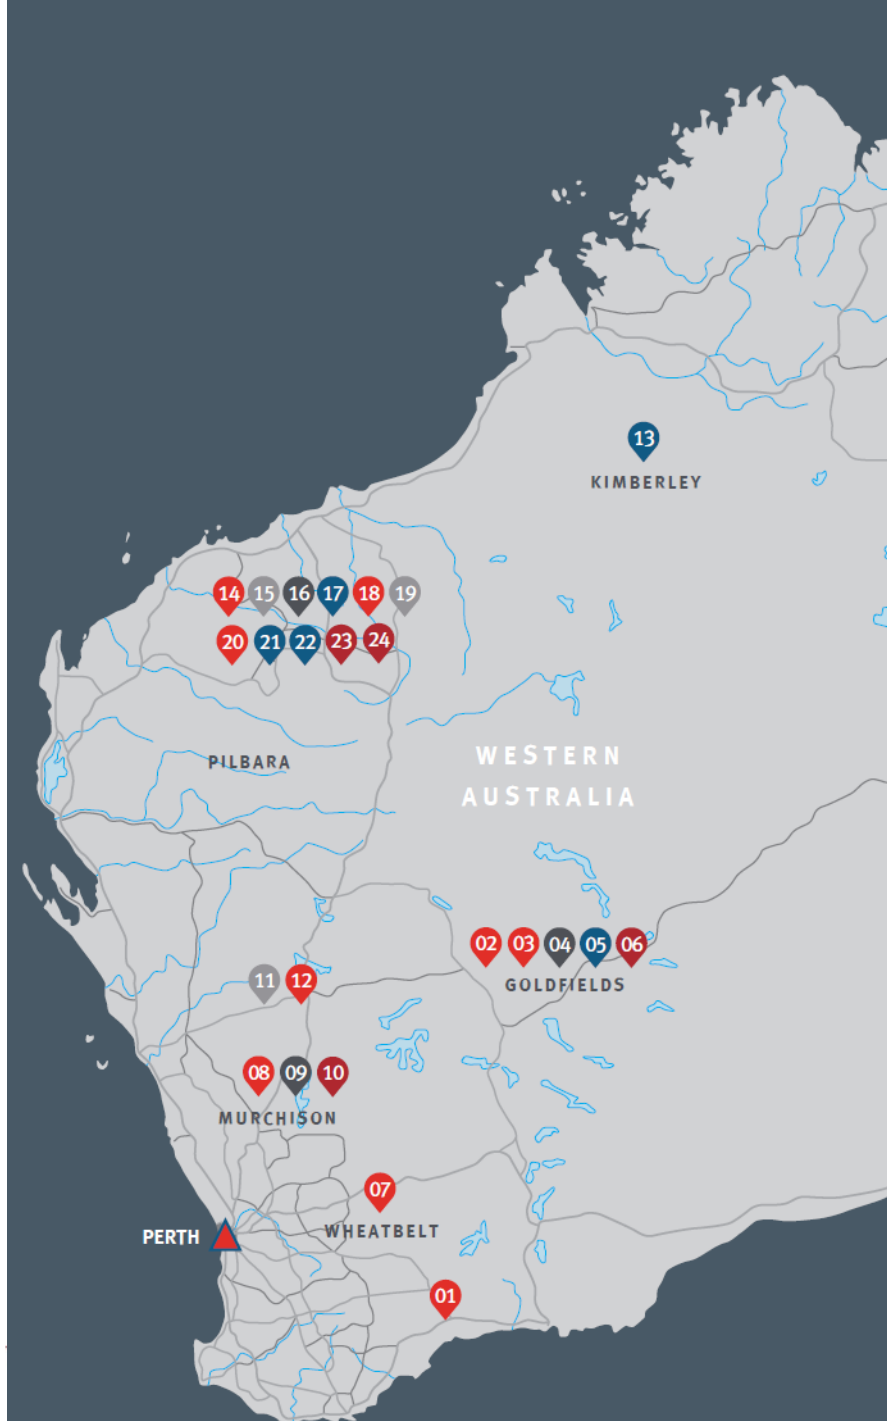 13
KIMBERLEY
14 15 16 17 18 19
20 21 22 23 24
PILBARA
WESTERN
AUSTRALIA
02 03 04 05 06
GOLDFIELDS
11 12
08 09 10
MURCHISON
07
WHEATBELT
PERTH
01